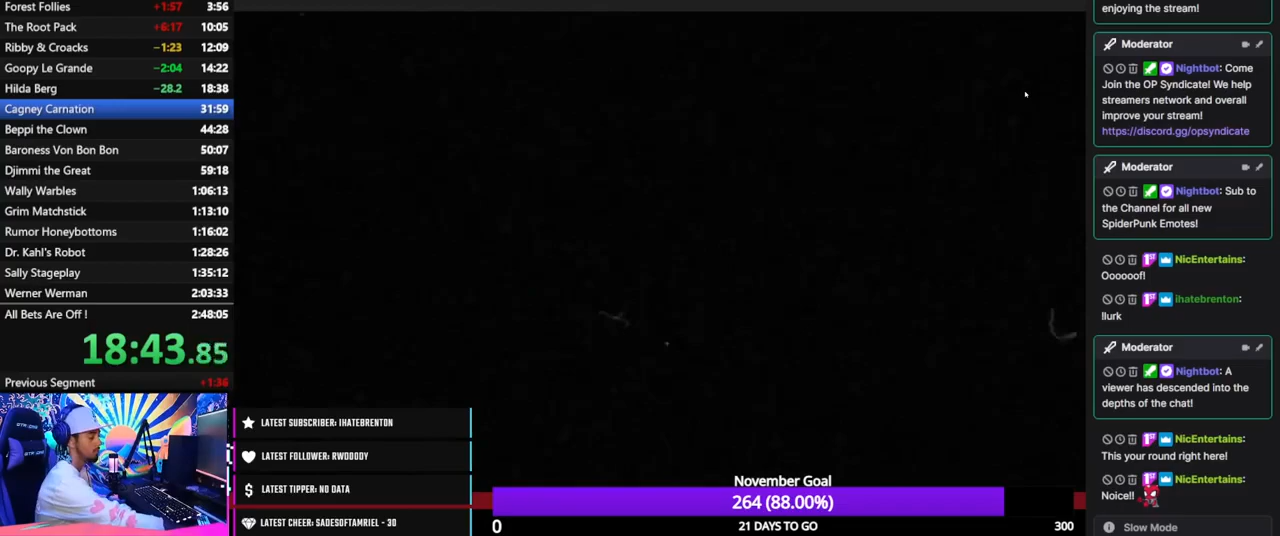 Forest Follies +1:57 3:56
The Root Pack +6:17 10:05
Ribby & Croacks −1:23 12:09
Goopy Le Grande −2:04 14:22
Hilda Berg −28.2 18:38
Cagney Carnation 31:59
Beppi the Clown 44:28
Baroness Von Bon Bon 50:07
Djimmi the Great 59:18
Wally Warbles 1:06:13
Grim Matchstick 1:13:10
Rumor Honeybottoms 1:16:02
Dr. Kahl's Robot 1:28:26
Sally Stageplay 1:35:12
Werner Werman 2:03:33
All Bets Are Off ! 2:48:05
18:43.85
Previous Segment +1:36
LATEST SUBSCRIBER: IHATEBRENTON
LATEST FOLLOWER: RWOOODY
LATEST TIPPER: NO DATA
LATEST CHEER: SADESOFTAMRIEL - 30
November Goal
264 (88.00%)
0 21 DAYS TO GO 300
enjoying the stream!
Moderator
Nightbot: Come
Join the OP Syndicate! We help
streamers network and overall
improve your stream!
https://discord.gg/opsyndicate
Moderator
Nightbot: Sub to
the Channel for all new
SpiderPunk Emotes!
NicEntertains:
Oooooof!
ihatebrenton:
!lurk
Moderator
Nightbot: A
viewer has descended into the
depths of the chat!
NicEntertains:
This your round right here!
NicEntertains:
Noice!!
Slow Mode